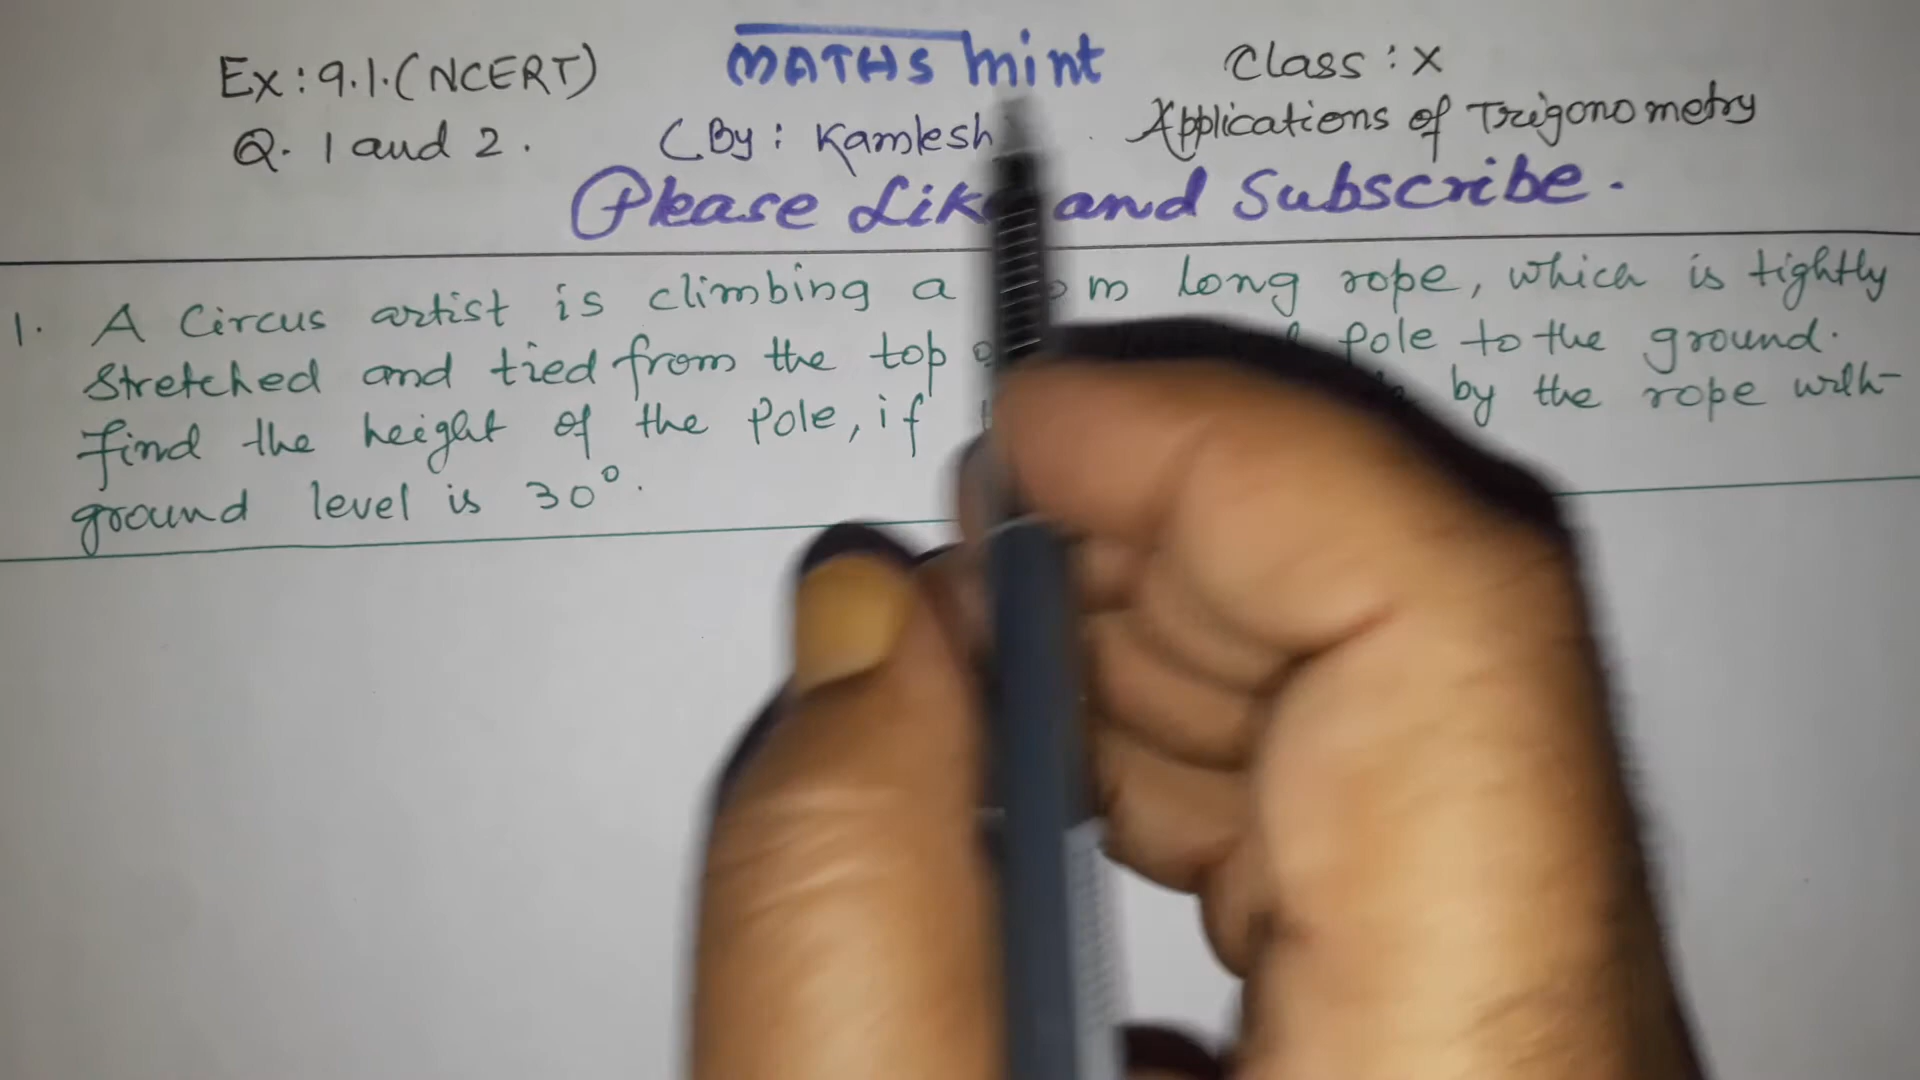 Ex: 9.1. (NCERT)
MATHS mint
Class : X
Q. 1 and 2.
(By: Kamlesh
Applications of Trigonometry
Please Like and Subscribe.
1. A Circus artist is climbing a m long rope, which is tightly
Stretched and tied from the top pole to the ground.
find the height of the Pole, if by the rope with
ground level is 30°.